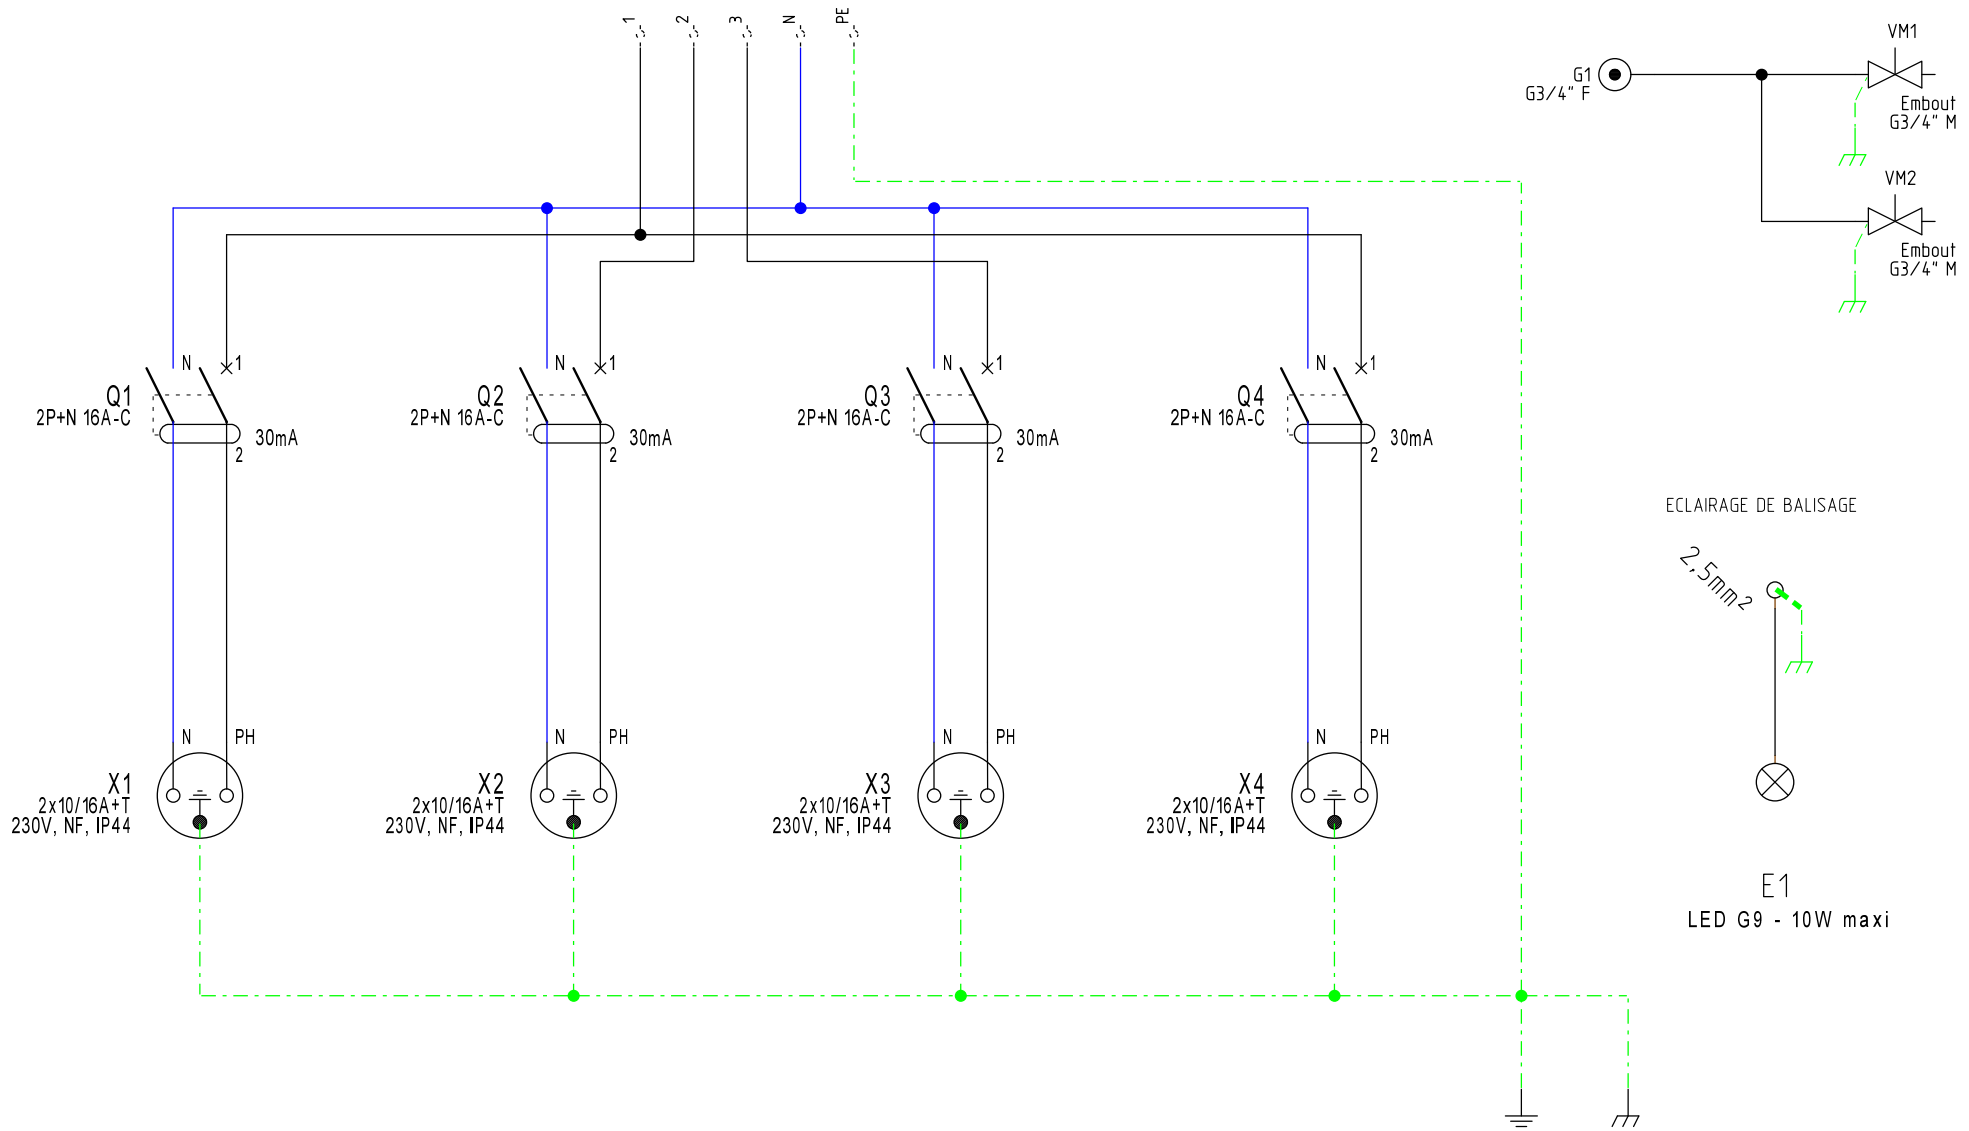 1 2 3 N PE
VM1
G1
G3/4" F
Embout
G3/4" M
VM2
Embout
G3/4" M
N 1 N 1 N 1 N 1
Q1 Q2 Q3 Q4
2P+N 16A-C 2P+N 16A-C 2P+N 16A-C 2P+N 16A-C
30mA 30mA 30mA 30mA
2 2 2 2
ECLAIRAGE DE BALISAGE
2,5mm2
N PH N PH N PH N PH
X1 X2 X3 X4
2x10/16A+T 2x10/16A+T 2x10/16A+T 2x10/16A+T
230V, NF, IP44 230V, NF, IP44 230V, NF, IP44 230V, NF, IP44
E1
LED G9 - 10W maxi